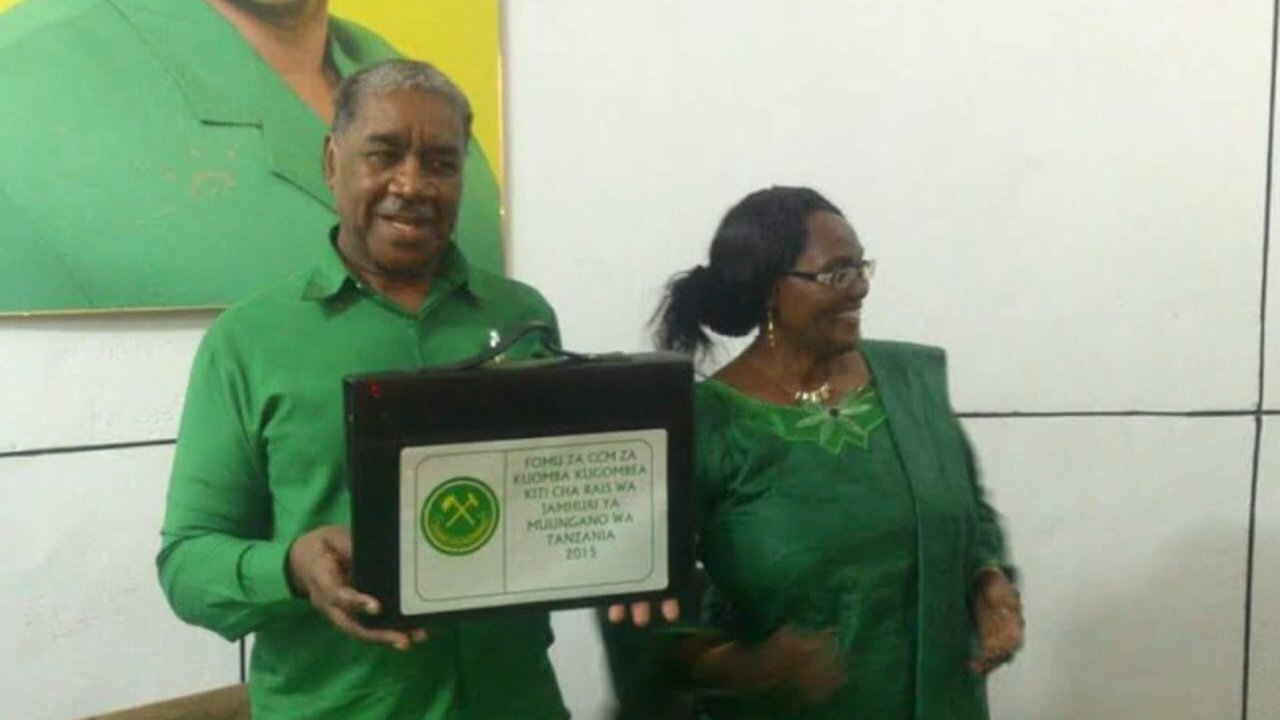 FOMU ZA CCM ZA
KUOMBA KUGOMBEA
KITI CHA RAIS WA
JAMHURI YA
MUUNGANO WA
TANZANIA
2015